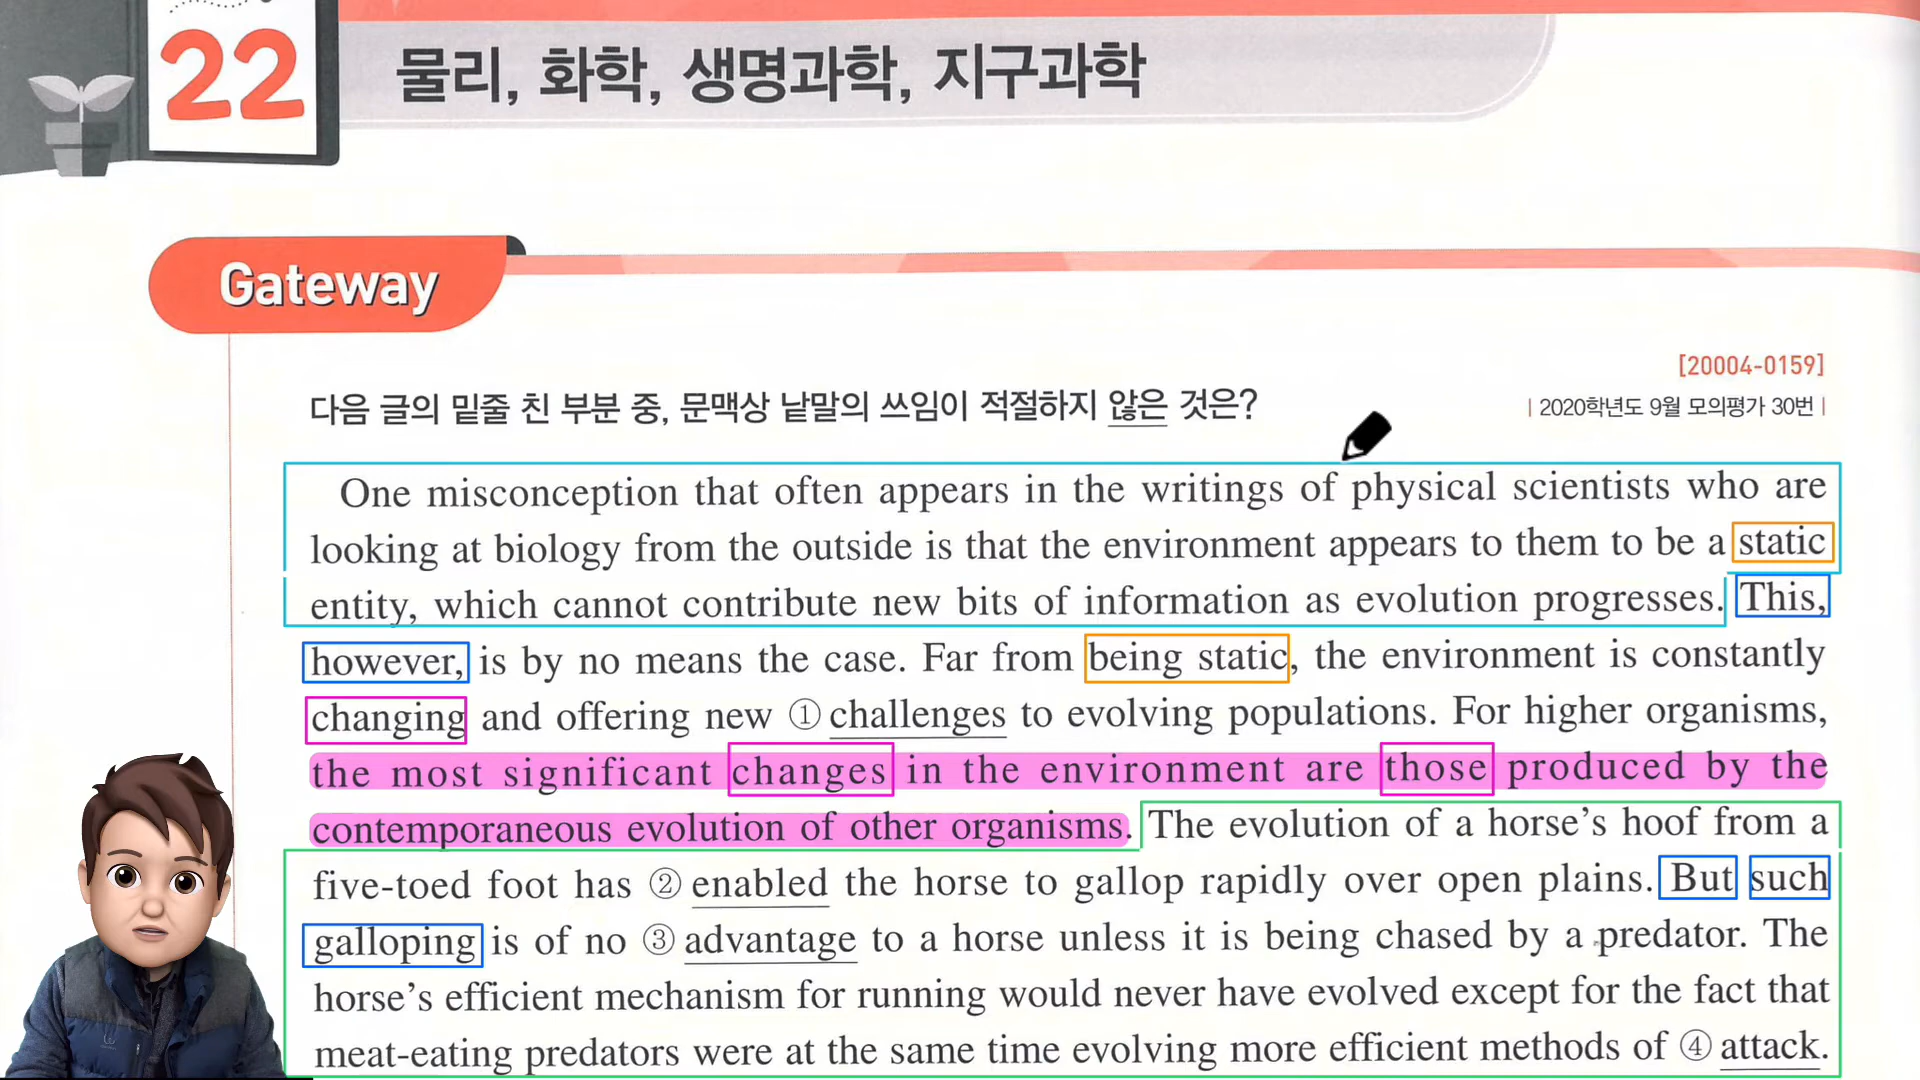 22
물리, 화학, 생명과학, 지구과학
Gateway
[20004-0159]
다음 글의 밑줄 친 부분 중, 문맥상 낱말의 쓰임이 적절하지 않은 것은?
| 2020학년도 9월 모의평가 30번 |
One misconception that often appears in the writings of physical scientists who are
looking at biology from the outside is that the environment appears to them to be a static
entity, which cannot contribute new bits of information as evolution progresses. This,
however, is by no means the case. Far from being static, the environment is constantly
changing and offering new ① challenges to evolving populations. For higher organisms,
the most significant changes in the environment are those produced by the
contemporaneous evolution of other organisms. The evolution of a horse's hoof from a
five-toed foot has ② enabled the horse to gallop rapidly over open plains. But such
galloping is of no ③ advantage to a horse unless it is being chased by a predator. The
horse's efficient mechanism for running would never have evolved except for the fact that
meat-eating predators were at the same time evolving more efficient methods of ④ attack.